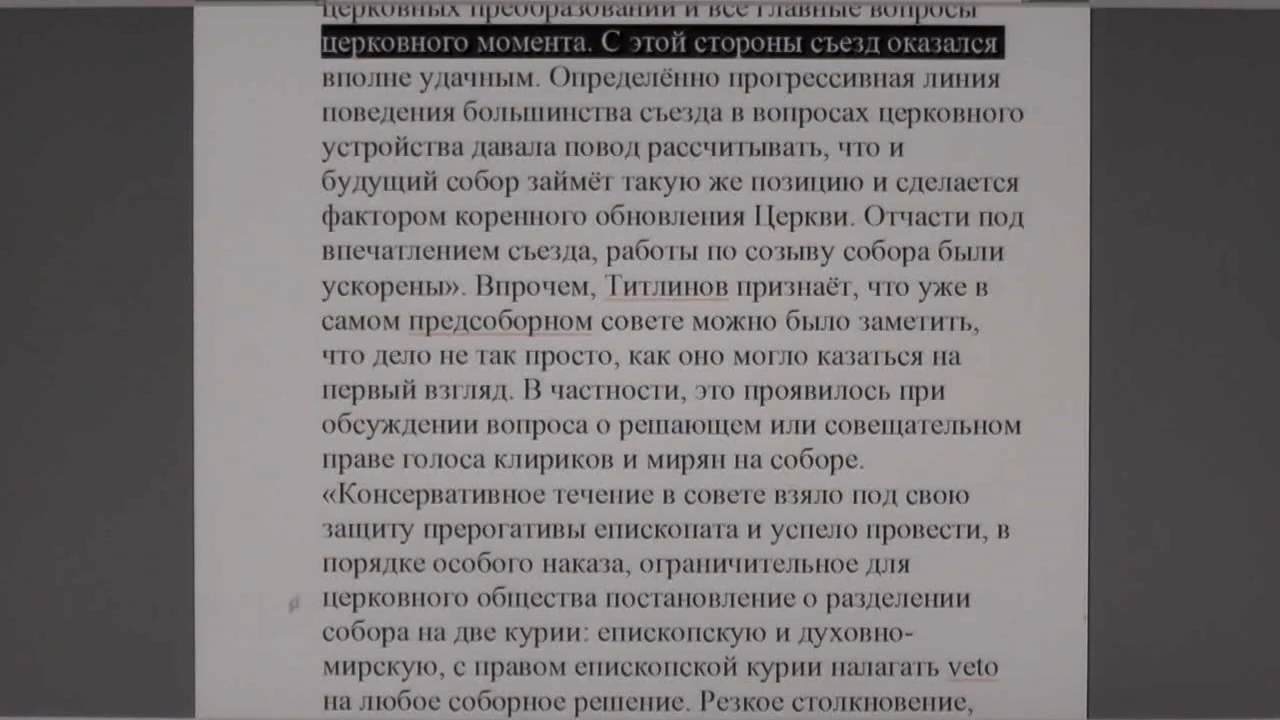 церковных преобразований и все главные вопросы
церковного момента. С этой стороны съезд оказался
вполне удачным. Определённо прогрессивная линия
поведения большинства съезда в вопросах церковного
устройства давала повод рассчитывать, что и
будущий собор займёт такую же позицию и сделается
фактором коренного обновления Церкви. Отчасти под
впечатлением съезда, работы по созыву собора были
ускорены». Впрочем, Титлинов признаёт, что уже в
самом предсоборном совете можно было заметить,
что дело не так просто, как оно могло казаться на
первый взгляд. В частности, это проявилось при
обсуждении вопроса о решающем или совещательном
праве голоса клириков и мирян на соборе.
«Консервативное течение в совете взяло под свою
защиту прерогативы епископата и успело провести, в
порядке особого наказа, ограничительное для
церковного общества постановление о разделении
собора на две курии: епископскую и духовно-
мирскую, с правом епископской курии налагать veto
на любое соборное решение. Резкое столкновение,